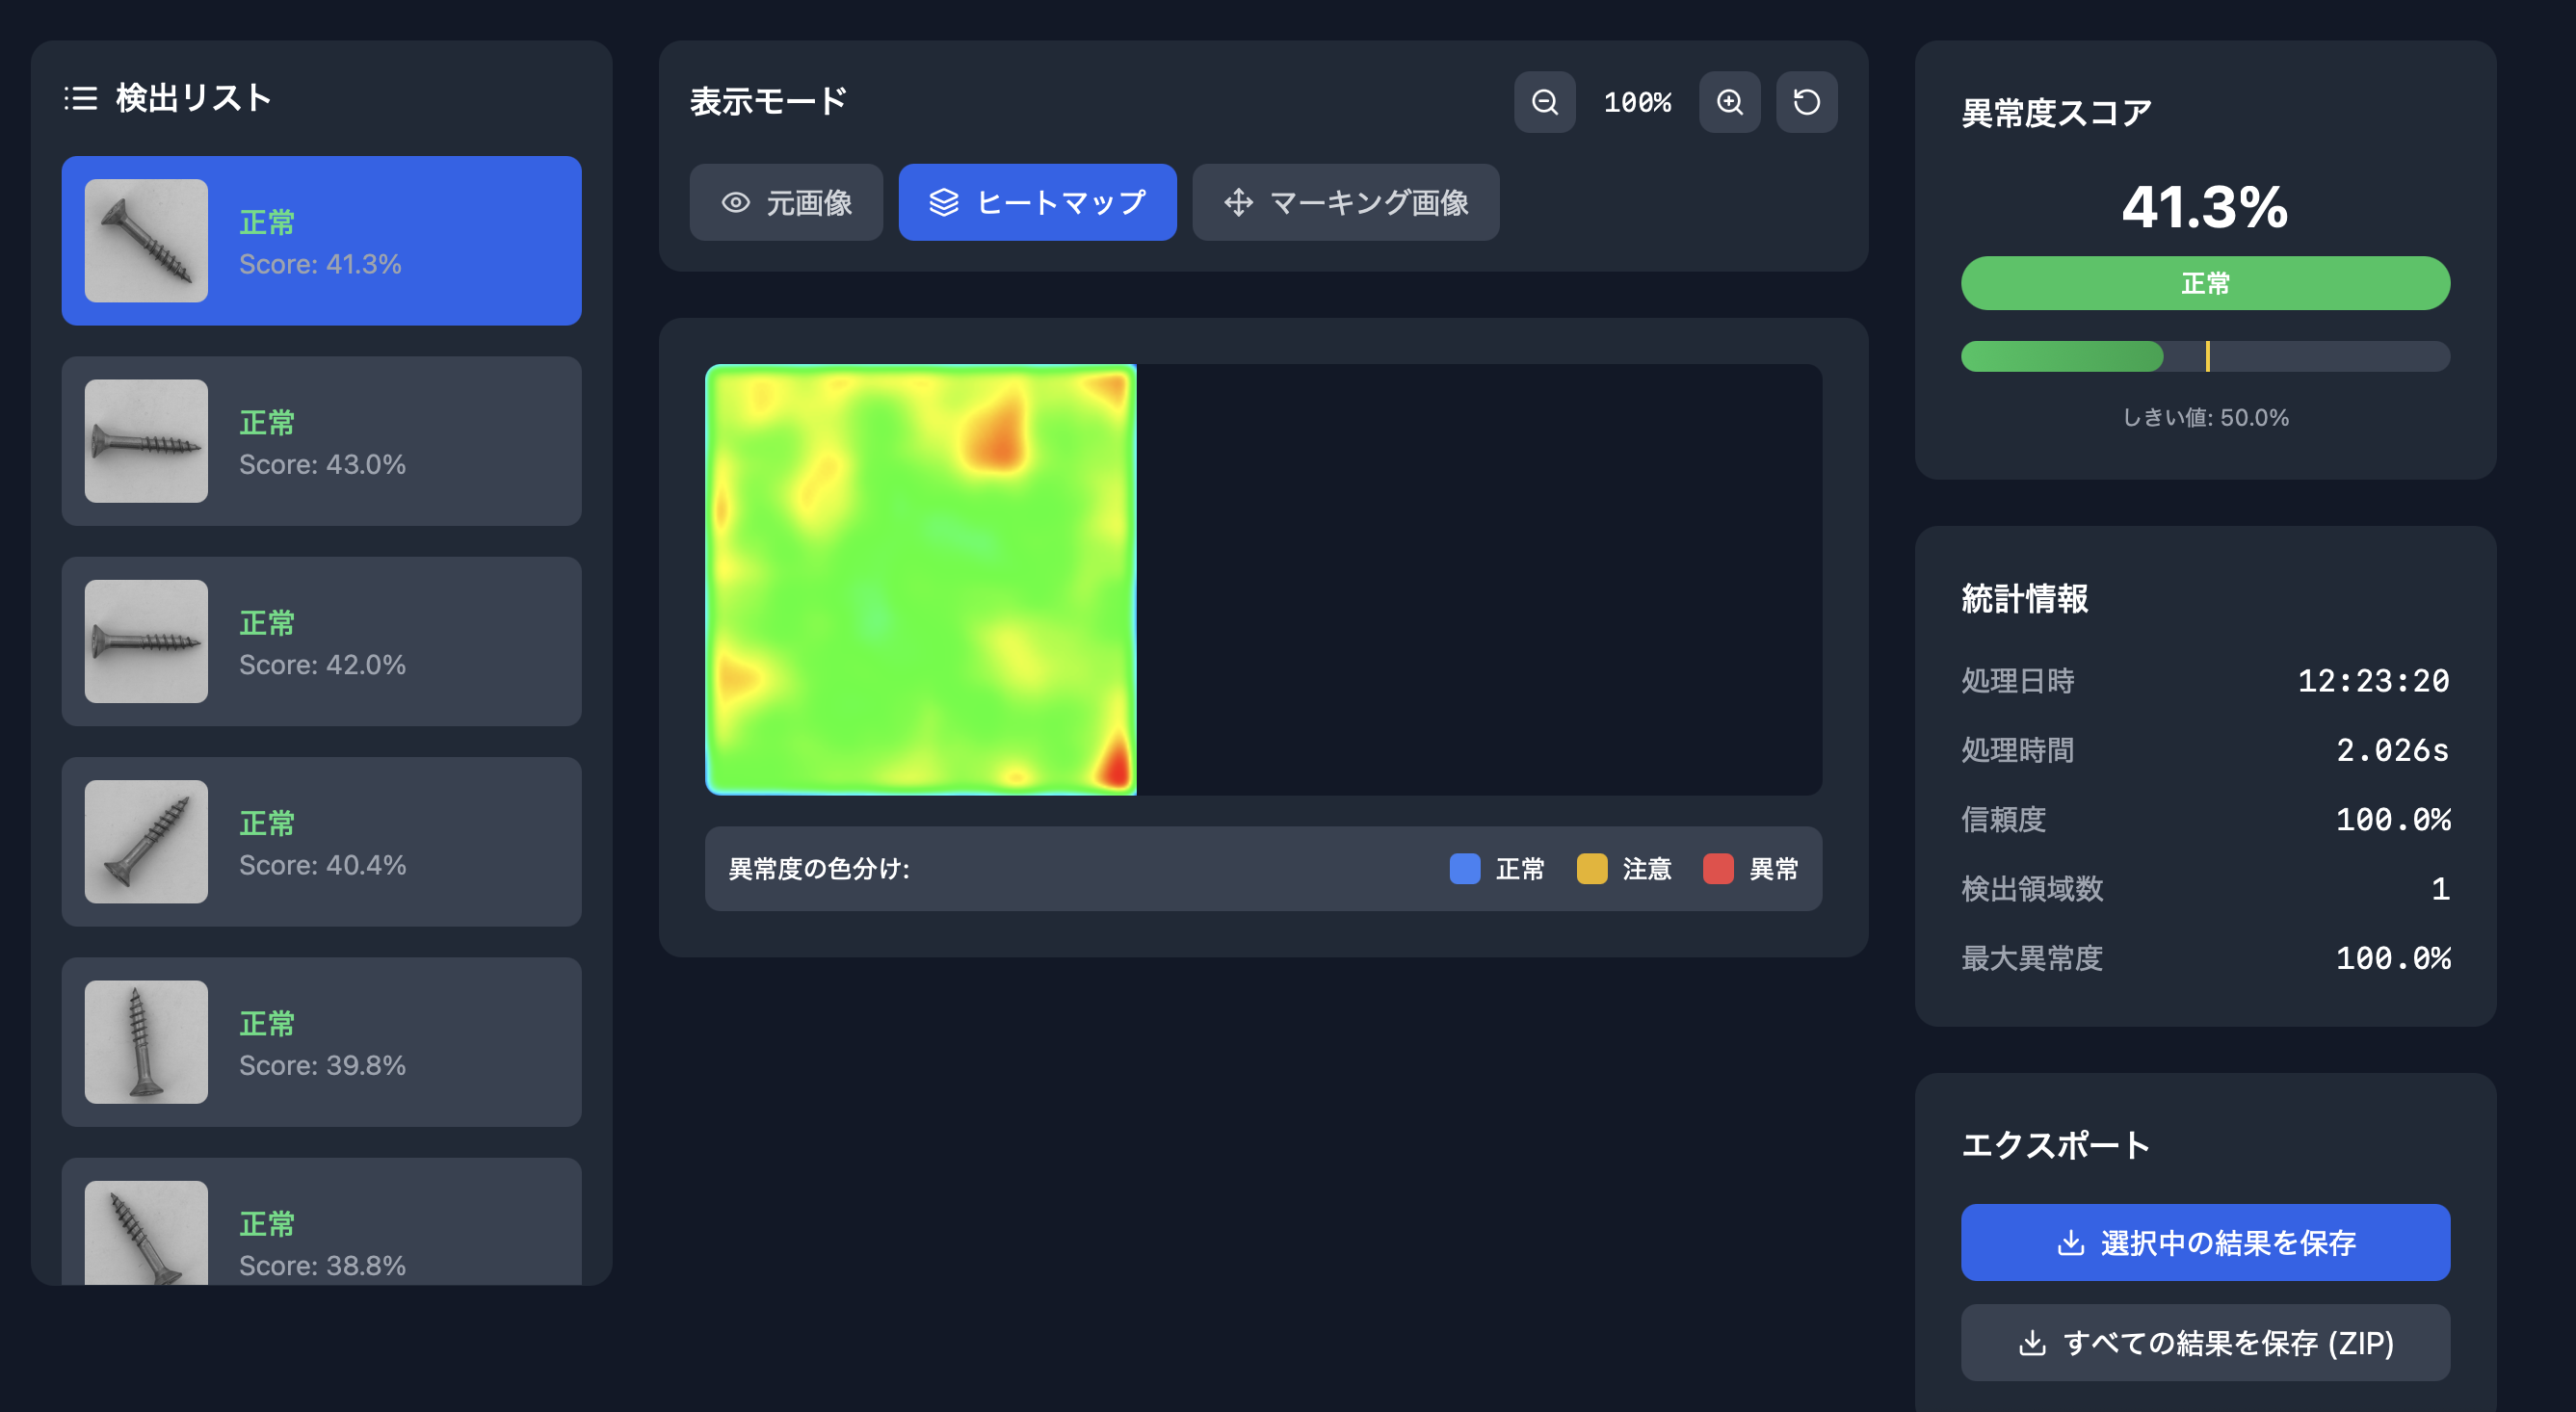 検出リスト
正常
Score: 41.3%
正常
Score: 43.0%
正常
Score: 42.0%
正常
Score: 40.4%
正常
Score: 39.8%
正常
Score: 38.8%
表示モード
100%
元画像
ヒートマップ
マーキング画像
異常度の色分け:
正常
注意
異常
異常度スコア
41.3%
正常
しきい値: 50.0%
統計情報
処理日時 12:23:20
処理時間 2.026s
信頼度 100.0%
検出領域数 1
最大異常度 100.0%
エクスポート
選択中の結果を保存
すべての結果を保存 (ZIP)